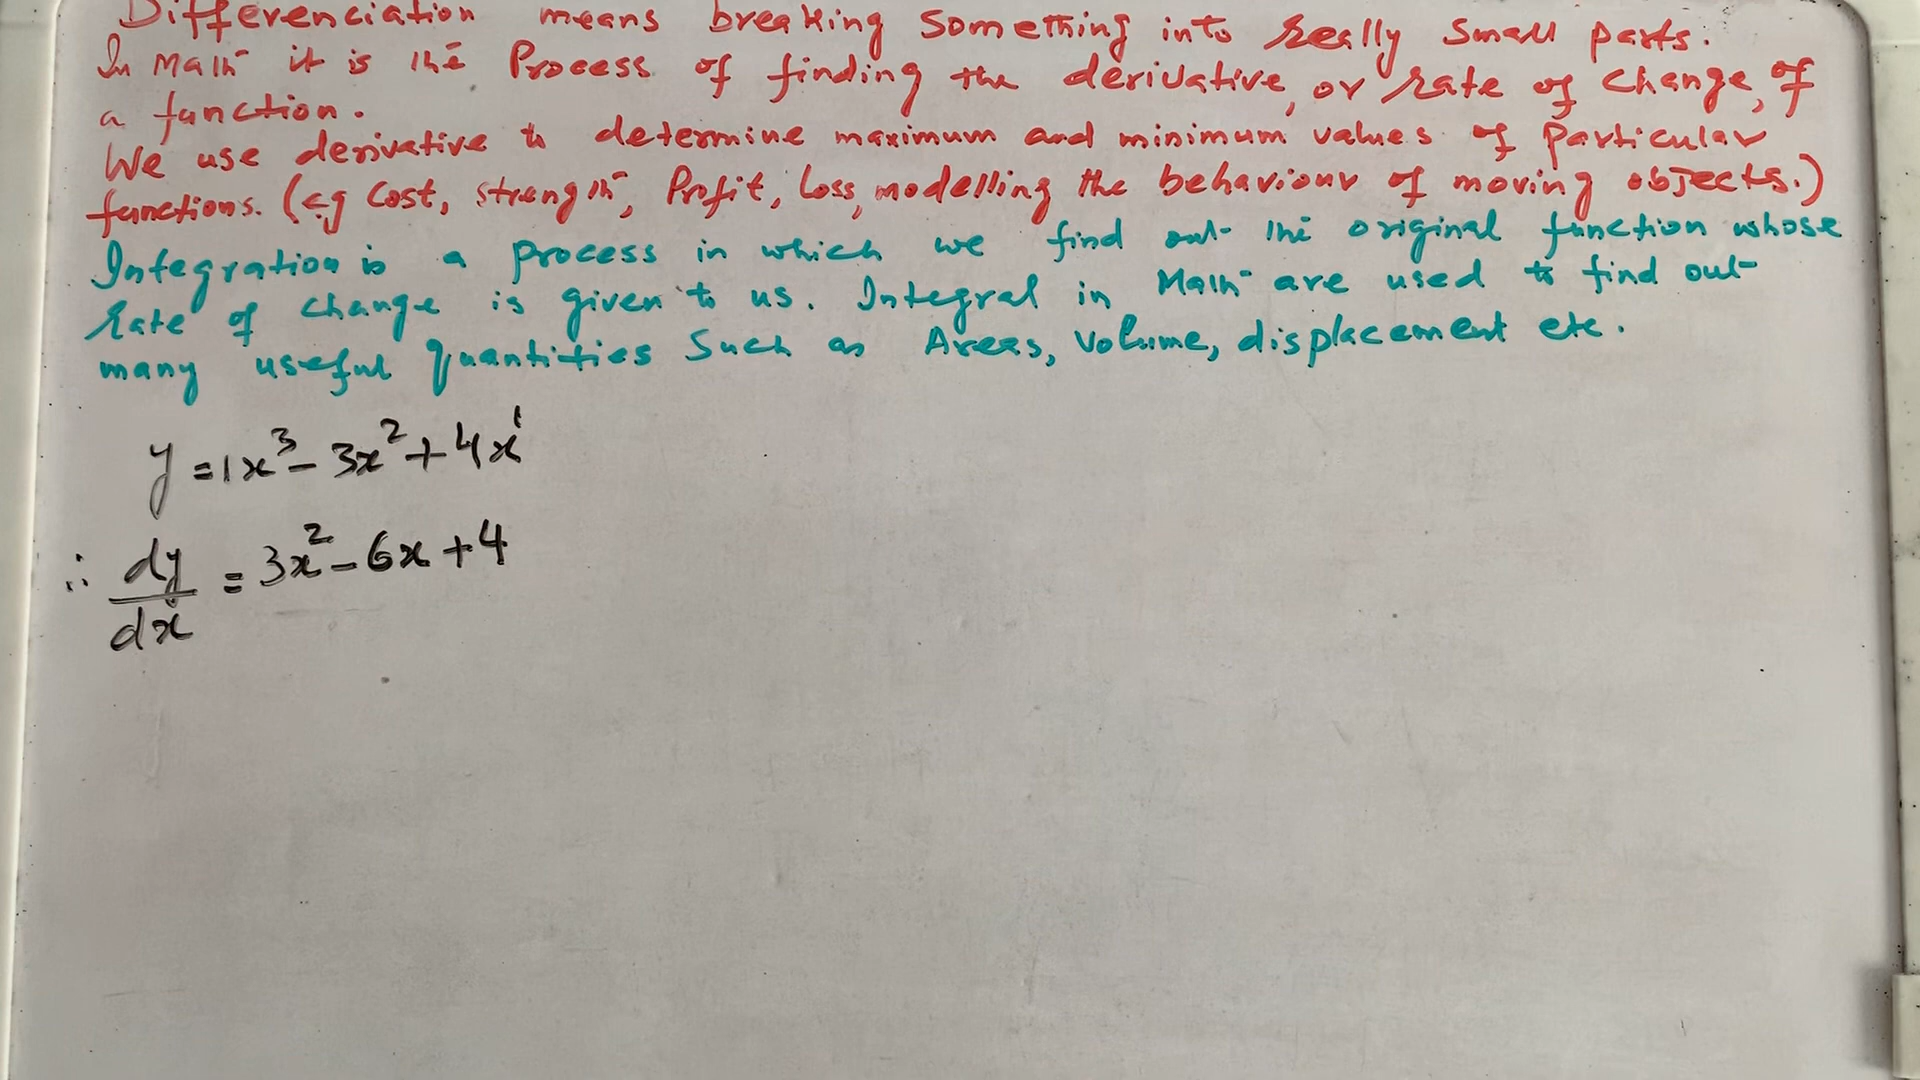 Differenciation means breaking something into really small parts.
In Math it is the Process of finding the derivative, or rate of change, of
a function.
We use derivative to determine maximum and minimum values of particular
functions. (eg Cost, strength, Profit, Loss, modelling the behaviour of moving objects.)
Integration is a process in which we find out the original function whose
rate of change is given to us. Integral in Math are used to find out
many useful quantities such as Areas, Volume, displacement etc.
y = 1x³ - 3x² + 4x¹
∴ dy/dx = 3x² - 6x + 4